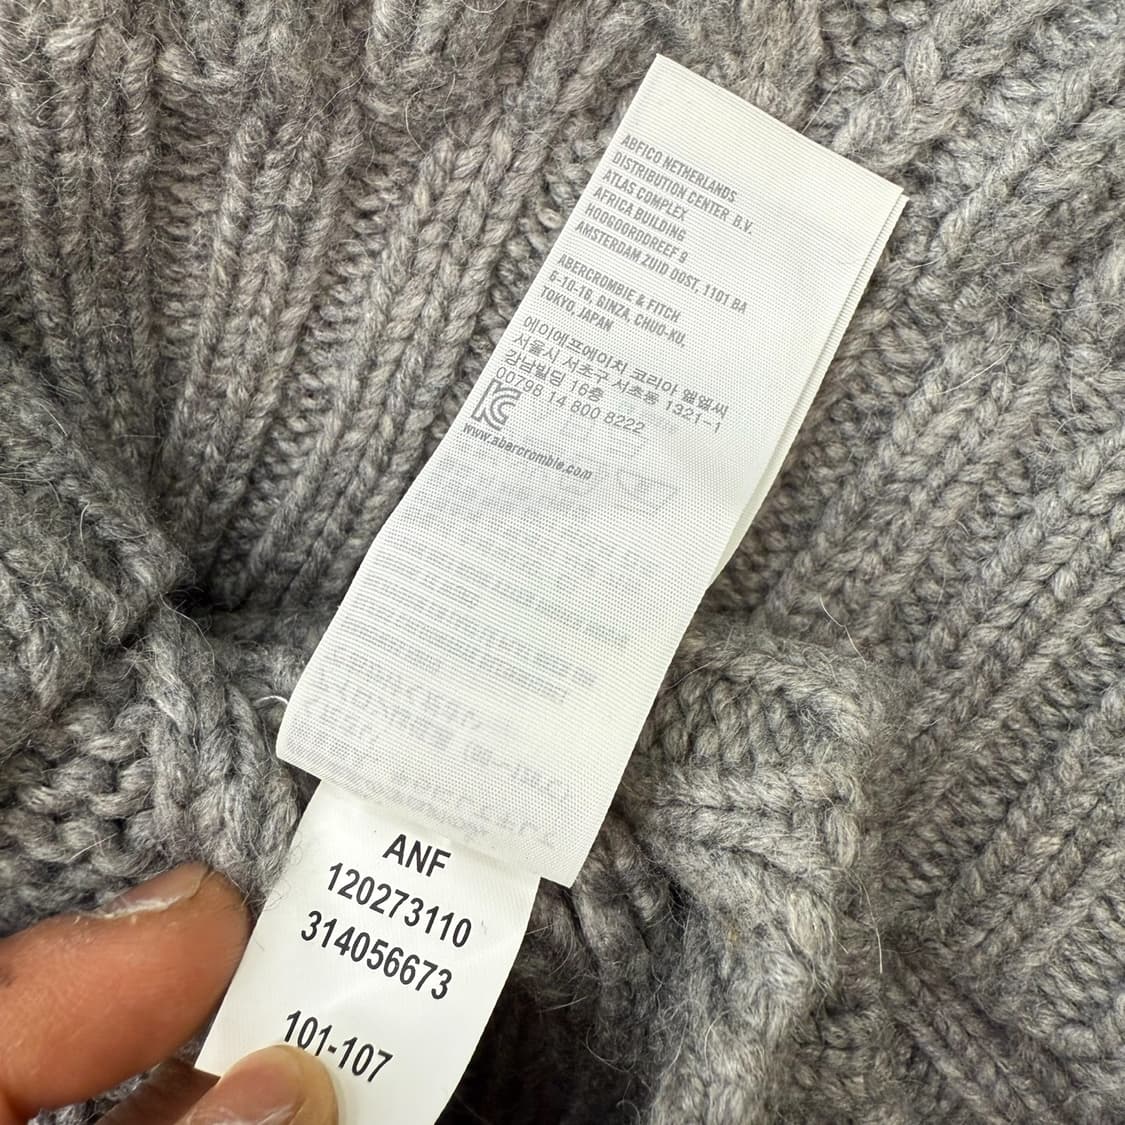 ABFICO NETHERLANDS
DISTRIBUTION CENTER B.V.
ATLAS COMPLEX
AFRICA BUILDING
HOOGOORDDREEF 9
AMSTERDAM ZUID OOST, 1101 BA
ABERCROMBIE & FITCH
6-10-16, GINZA, CHUO-KU,
TOKYO, JAPAN
에이에프에이치 코리아 엘엘씨
서울시 서초구 서초동 1321-1
강남빌딩 16층
00798 14 800 8222
www.abercrombie.com
ANF
120273110
314056673
101-107